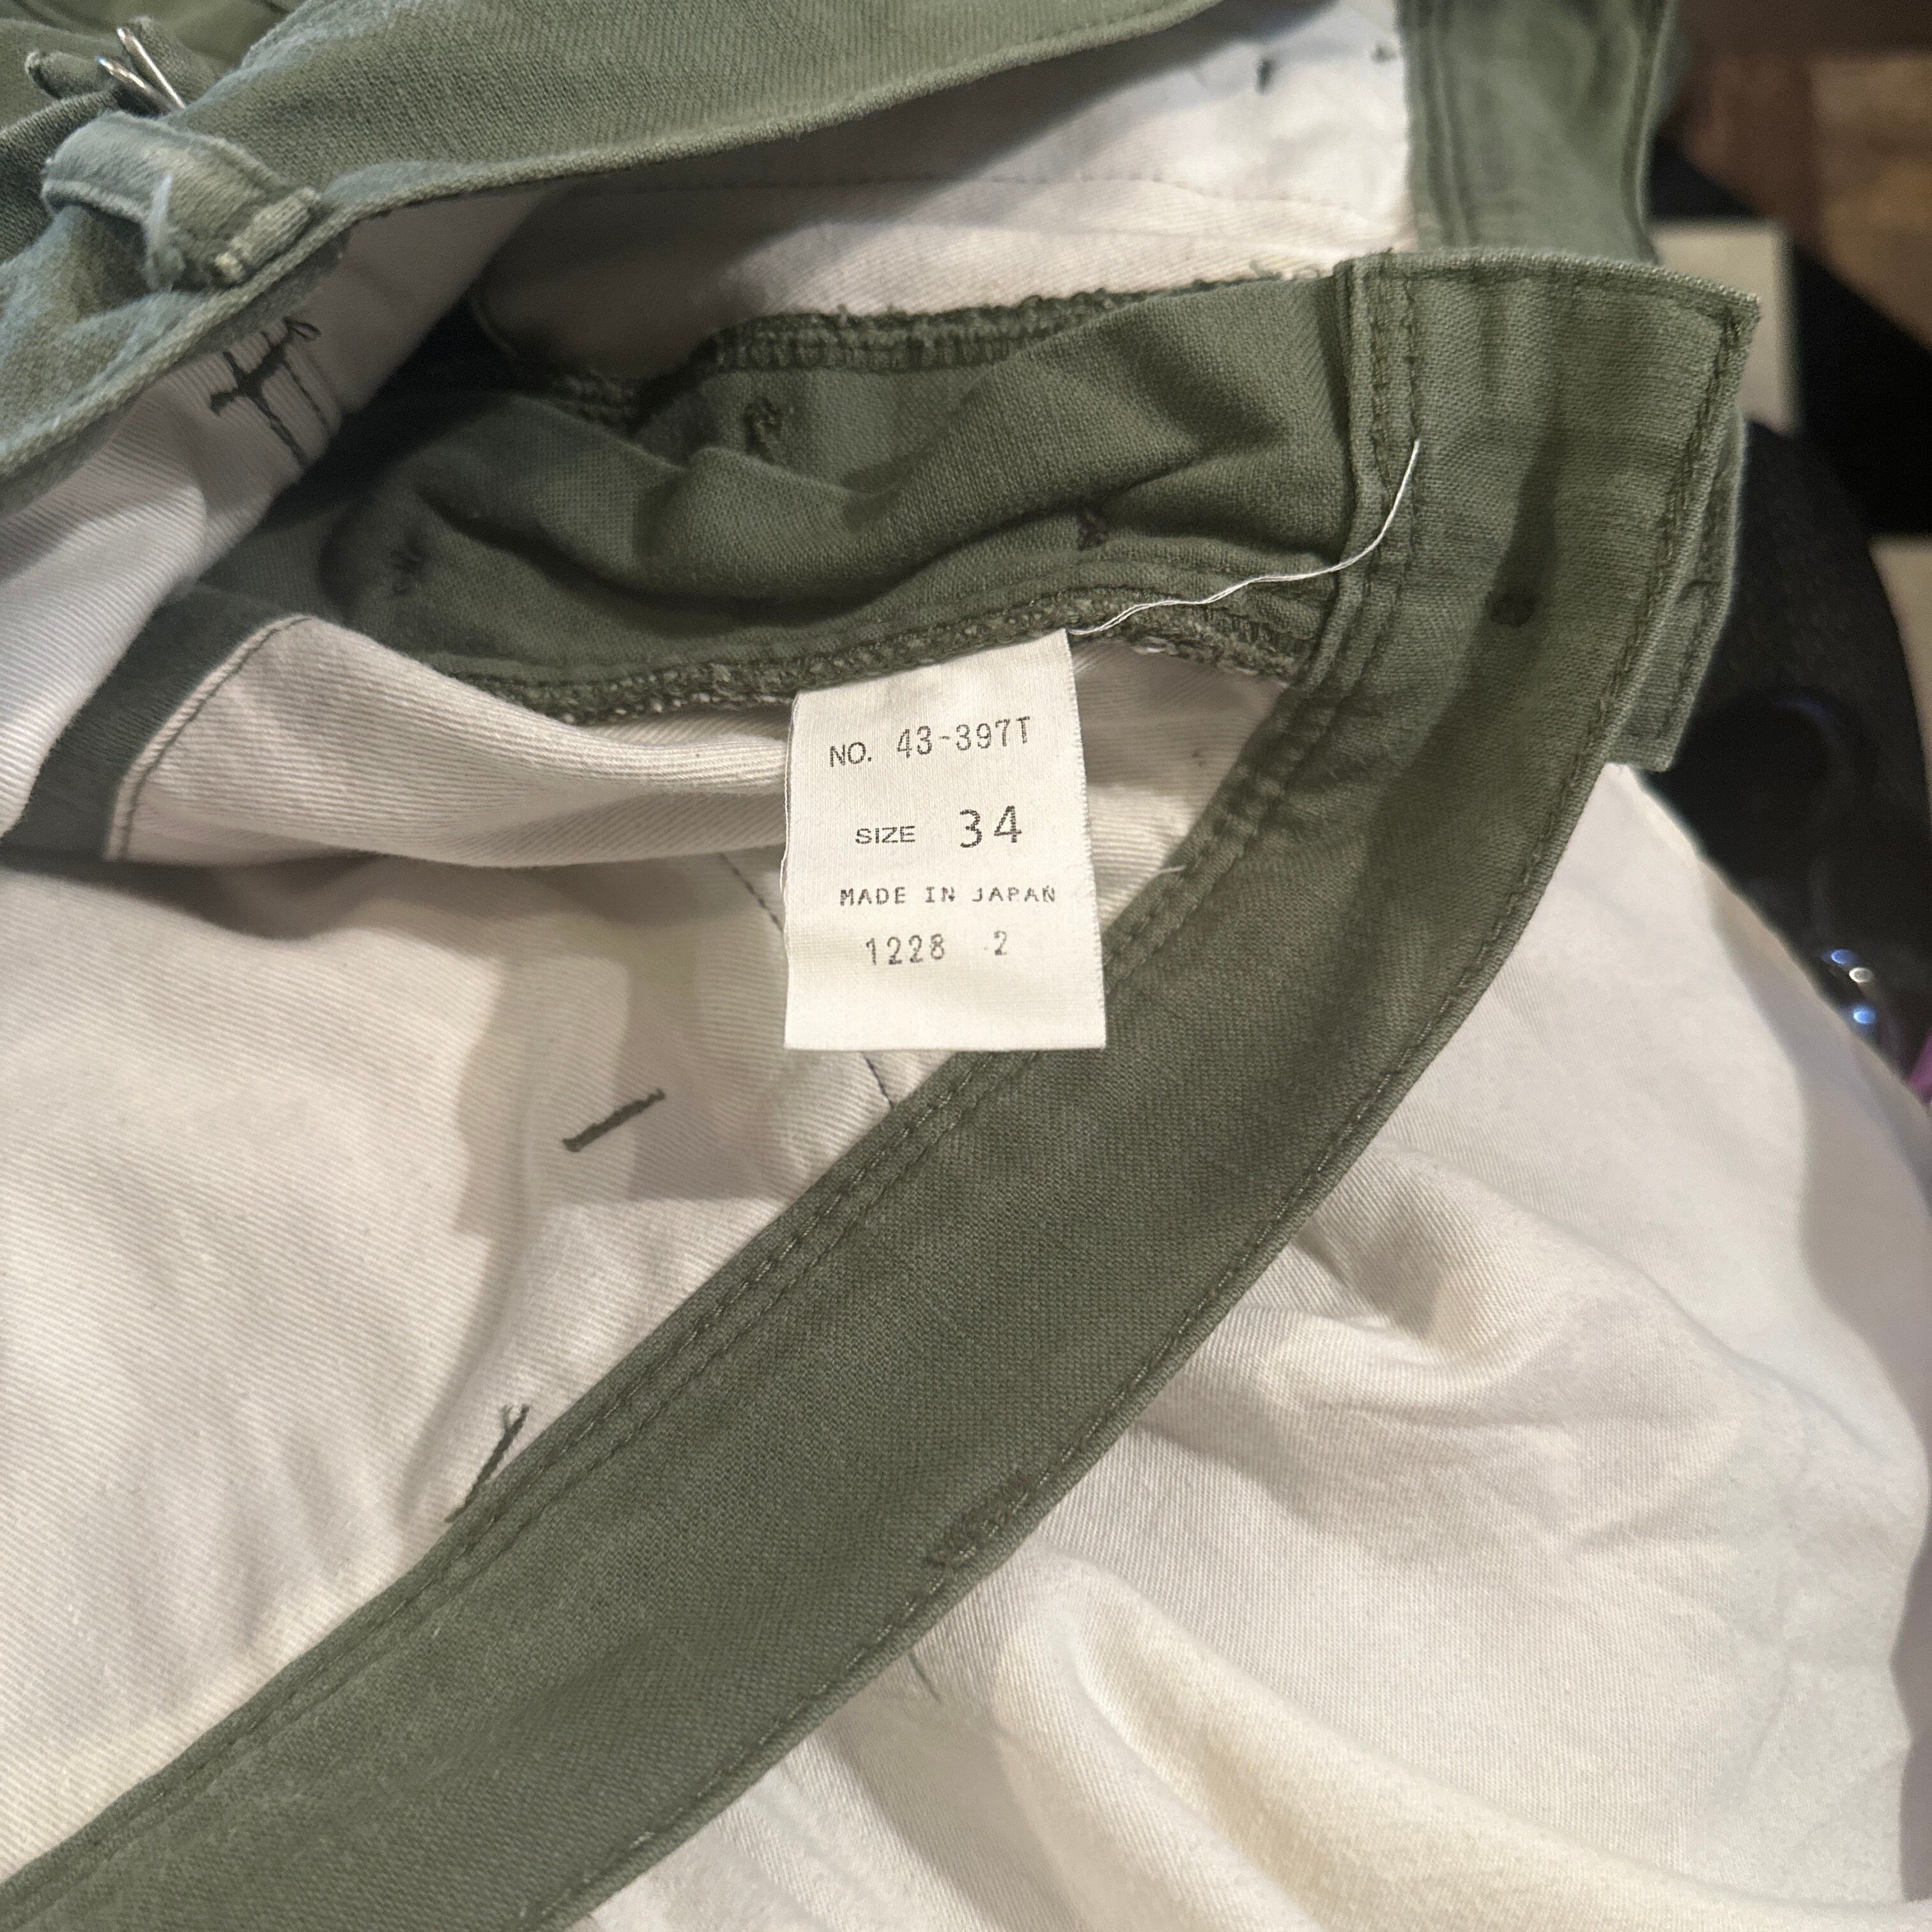 NO. 43-397T
SIZE 34
MADE IN JAPAN
1228 2